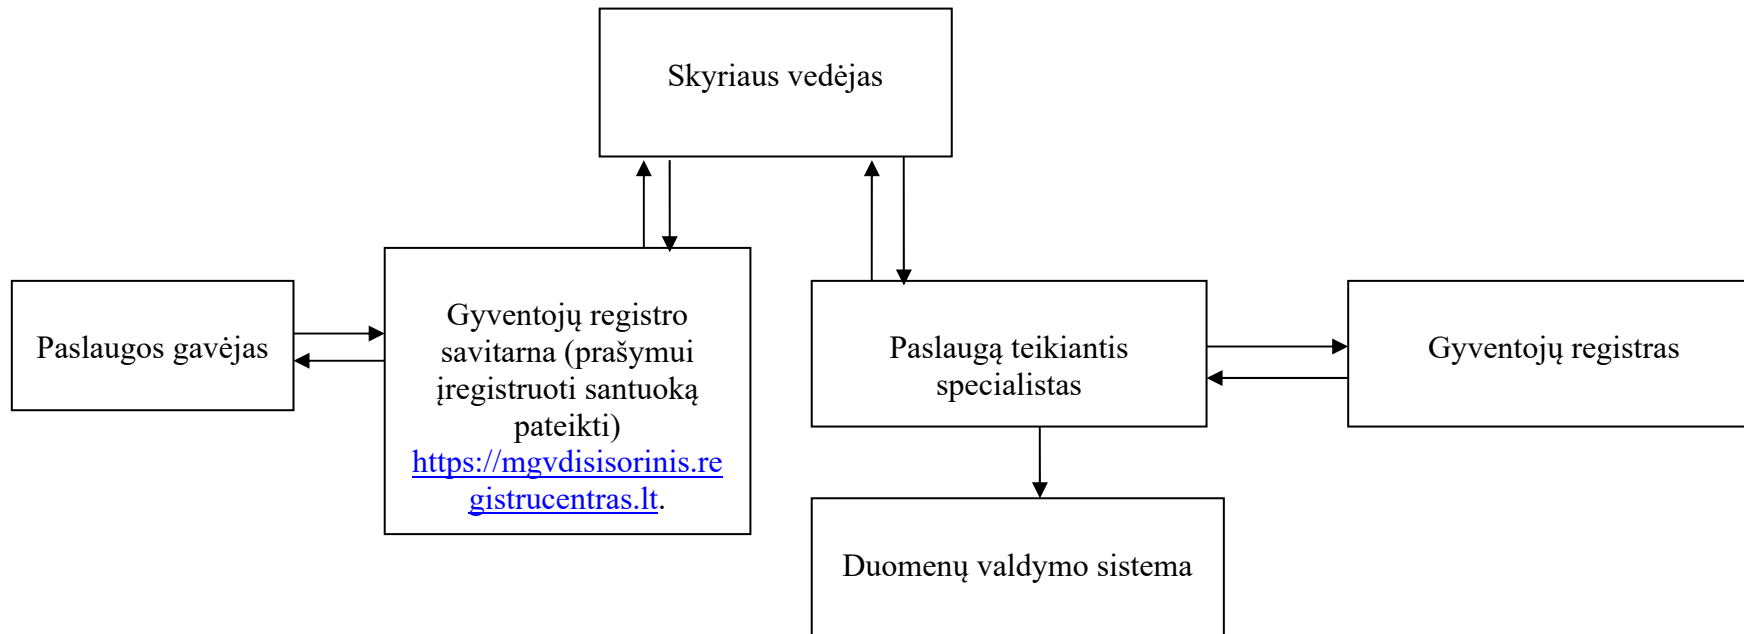 Skyriaus vedėjas
Paslaugos gavėjas
Gyventojų registro
savitarna (prašymui
įregistruoti santuoką
pateikti)
https://mgvdisisorinis.re
gistrucentras.lt.
Paslaugą teikiantis
specialistas
Gyventojų registras
Duomenų valdymo sistema